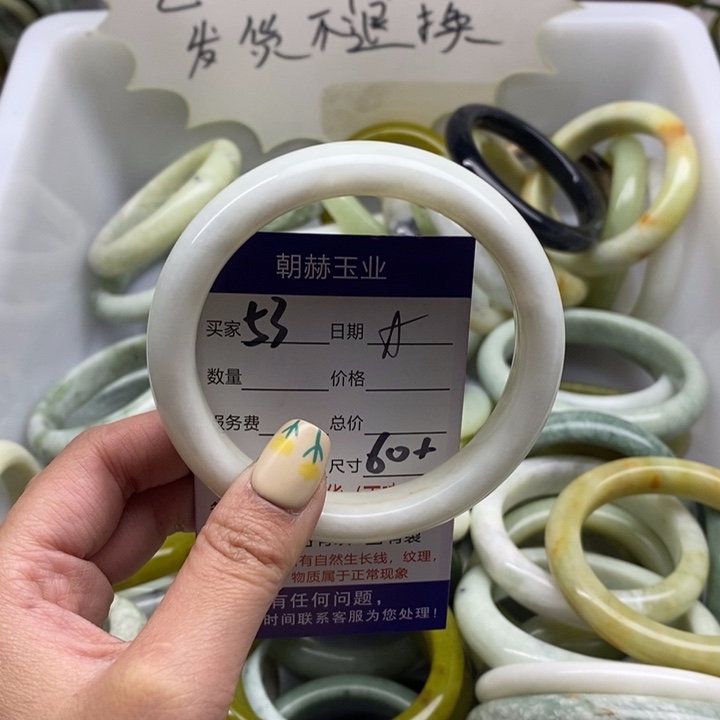 发货不退换
朝赫玉业
买家 53 日期 A
数量 价格
服务费 总价
尺寸 60+
有自然生长线，纹理，
物质属于正常现象
有任何问题，
时间联系客服为您处理！